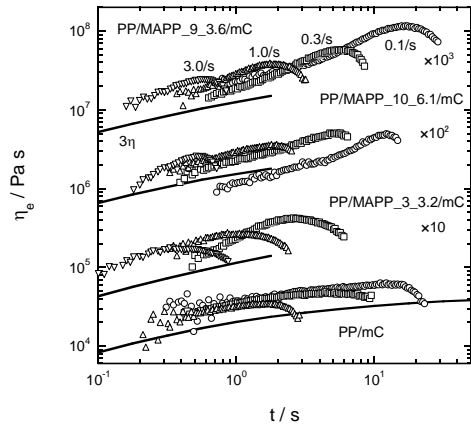 10⁸
10⁷
10⁶
10⁵
10⁴
ηₑ / Pa s
PP/MAPP_9_3.6/mC
3.0/s
1.0/s
0.3/s
0.1/s
×10³
PP/MAPP_10_6.1/mC
3η
×10²
PP/MAPP_3_3.2/mC
×10
PP/mC
10⁻¹
10⁰
10¹
t / s